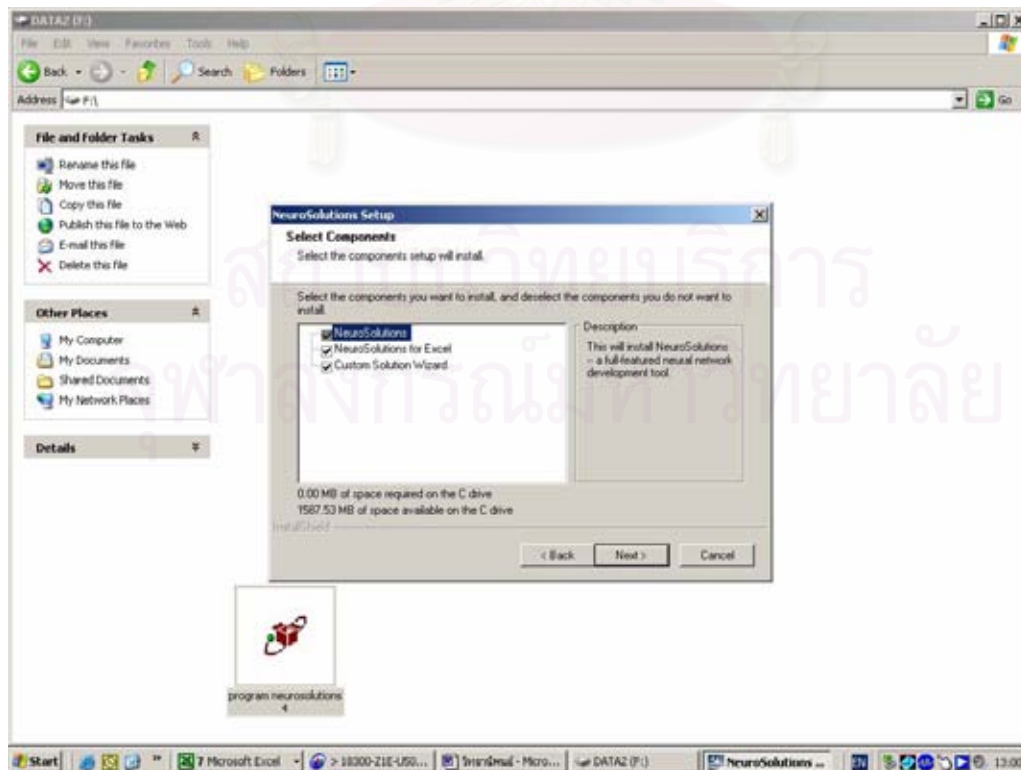 DATA2 (F:)
File Edit View Favorites Tools Help
Back Search Folders
Address F:\ Go
File and Folder Tasks
Rename this file
Move this file
Copy this file
Publish this file to the Web
E-mail this file
Delete this file
Other Places
My Computer
My Documents
Shared Documents
My Network Places
Details
NeuroSolutions Setup
Select Components
Select the components setup will install.
Select the components you want to install, and deselect the components you do not want to
install.
NeuroSolutions
NeuroSolutions for Excel
Custom Solution Wizard
Description
This will install NeuroSolutions
-- a full-featured neural network
development tool
0.00 MB of space required on the C drive
1587.53 MB of space available on the C drive
InstallShield
< Back Next > Cancel
program neurosolutions
4
สถาบันวิทยบริการ
จุฬาลงกรณ์มหาวิทยาลัย
Start 7 Microsoft Excel > 18300-Z1E-U50... - Micro... DATA2 (F:) NeuroSolutions ... EN 13:00